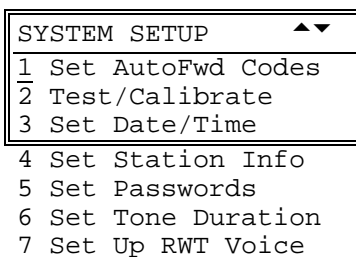 SYSTEM SETUP ▲▼
1 Set AutoFwd Codes
2 Test/Calibrate
3 Set Date/Time
4 Set Station Info
5 Set Passwords
6 Set Tone Duration
7 Set Up RWT Voice